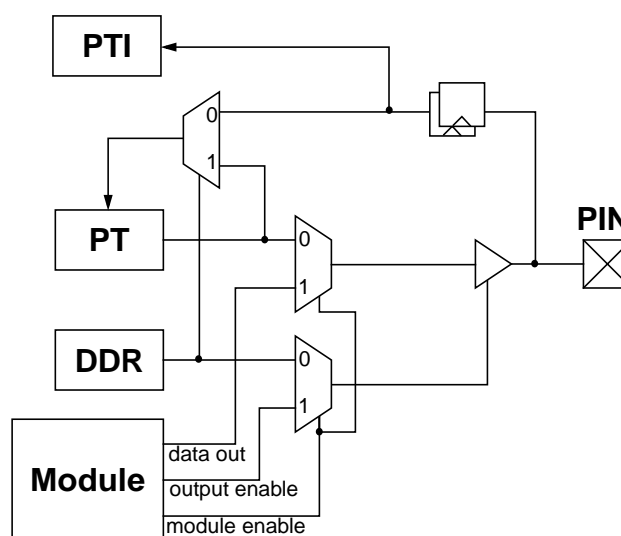 PTI
0
1
PT
PIN
0
1
DDR
0
1
Module
data out
output enable
module enable